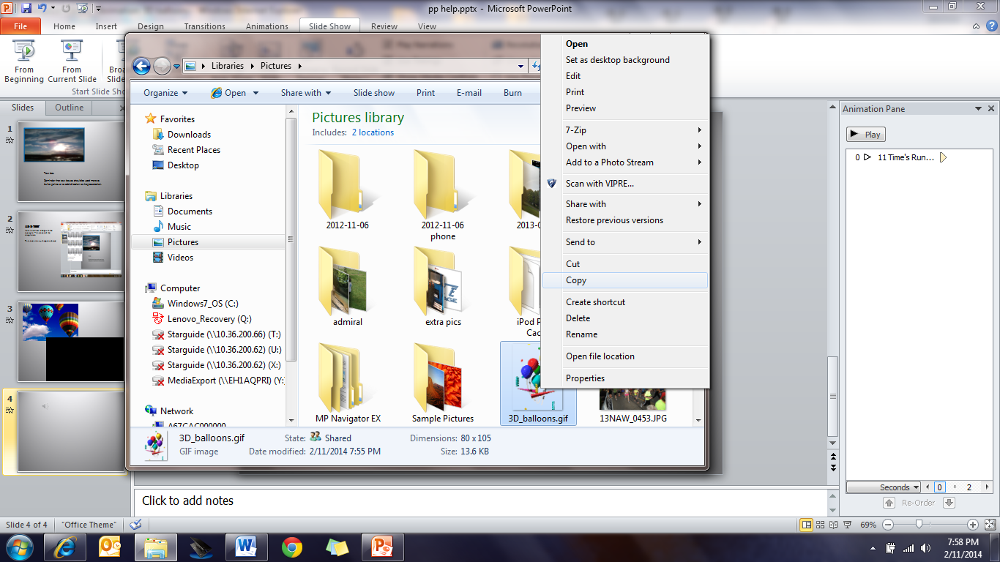 pp help.pptx - Microsoft PowerPoint
File Home Insert Design Transitions Animations Slide Show Review View
From Beginning
From Current Slide
Start Slide
Slides Outline
1
2
3
4
Libraries Pictures
Organize Open Share with Slide show Print E-mail Burn
Favorites
Downloads
Recent Places
Desktop
Libraries
Documents
Music
Pictures
Videos
Computer
Windows7_OS (C:)
Lenovo_Recovery (Q:)
Starguide (\\10.36.200.66) (T:)
Starguide (\\10.36.200.62) (U:)
Starguide (\\10.36.200.62) (X:)
MediaExport (\\EH1AQPRI) (Y:
Network
A67CAC000000
Pictures library
Includes: 2 locations
2012-11-06
2012-11-06 phone
2013-0
admiral
extra pics
iPod P
Cac
MP Navigator EX
Sample Pictures
3D_balloons.gif
13NAW_0453.JPG
Open
Set as desktop background
Edit
Print
Preview
7-Zip
Open with
Add to a Photo Stream
Scan with VIPRE...
Share with
Restore previous versions
Send to
Cut
Copy
Create shortcut
Delete
Rename
Open file location
Properties
3D_balloons.gif State: Shared Dimensions: 80 x 105
GIF image Date modified: 2/11/2014 7:55 PM Size: 13.6 KB
Animation Pane
Play
0 11 Time's Run...
Seconds 0 2
Re-Order
Click to add notes
Slide 4 of 4 "Office Theme" 69%
7:58 PM
2/11/2014